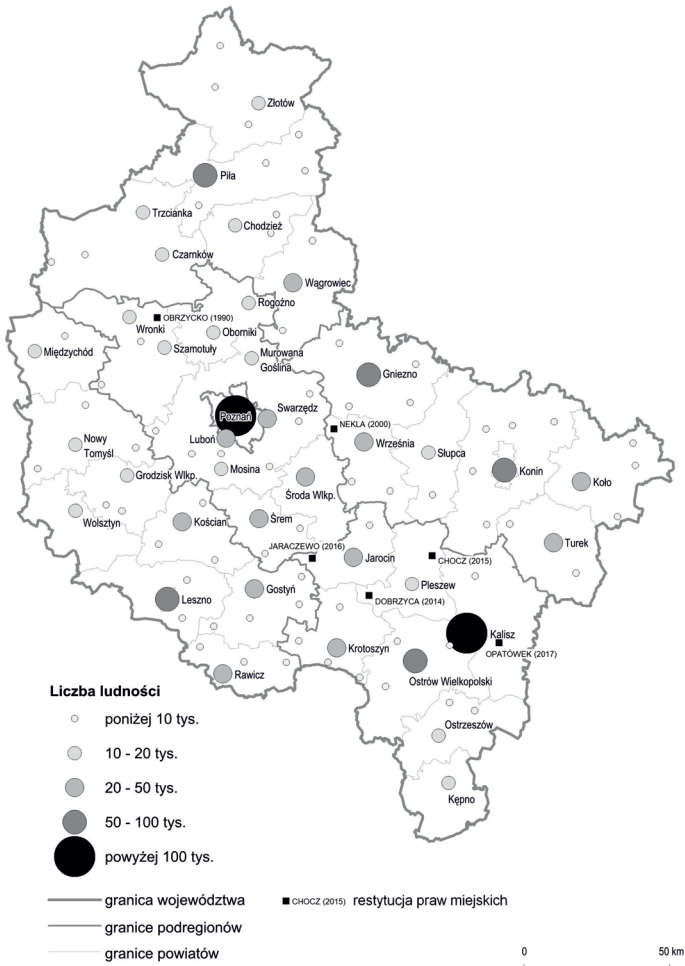 Złotów
Piła
Trzcianka
Chodzież
Czarnków
Wągrowiec
Rogoźno
OBRZYCKO (1990)
Wronki
Oborniki
Szamotuły
Międzychód
Murowana
Goślina
Gniezno
Poznań
Swarzędz
NEKLA (2000)
Luboń
Września
Nowy
Tomyśl
Słupca
Mosina
Konin
Grodzisk Wlkp.
Koło
Środa Wlkp.
Wolsztyn
Kościan
Śrem
Turek
JARACZEWO (2016)
Jarocin
CHOCZ (2015)
Pleszew
Gostyń
Leszno
DOBRZYCA (2014)
Kalisz
Krotoszyn
OPATÓWEK (2017)
Rawicz
Ostrów Wielkopolski
Ostrzeszów
Kępno
Liczba ludności
poniżej 10 tys.
10 - 20 tys.
20 - 50 tys.
50 - 100 tys.
powyżej 100 tys.
granica województwa
CHOCZ (2015) restytucja praw miejskich
granice podregionów
granice powiatów
0 50 km